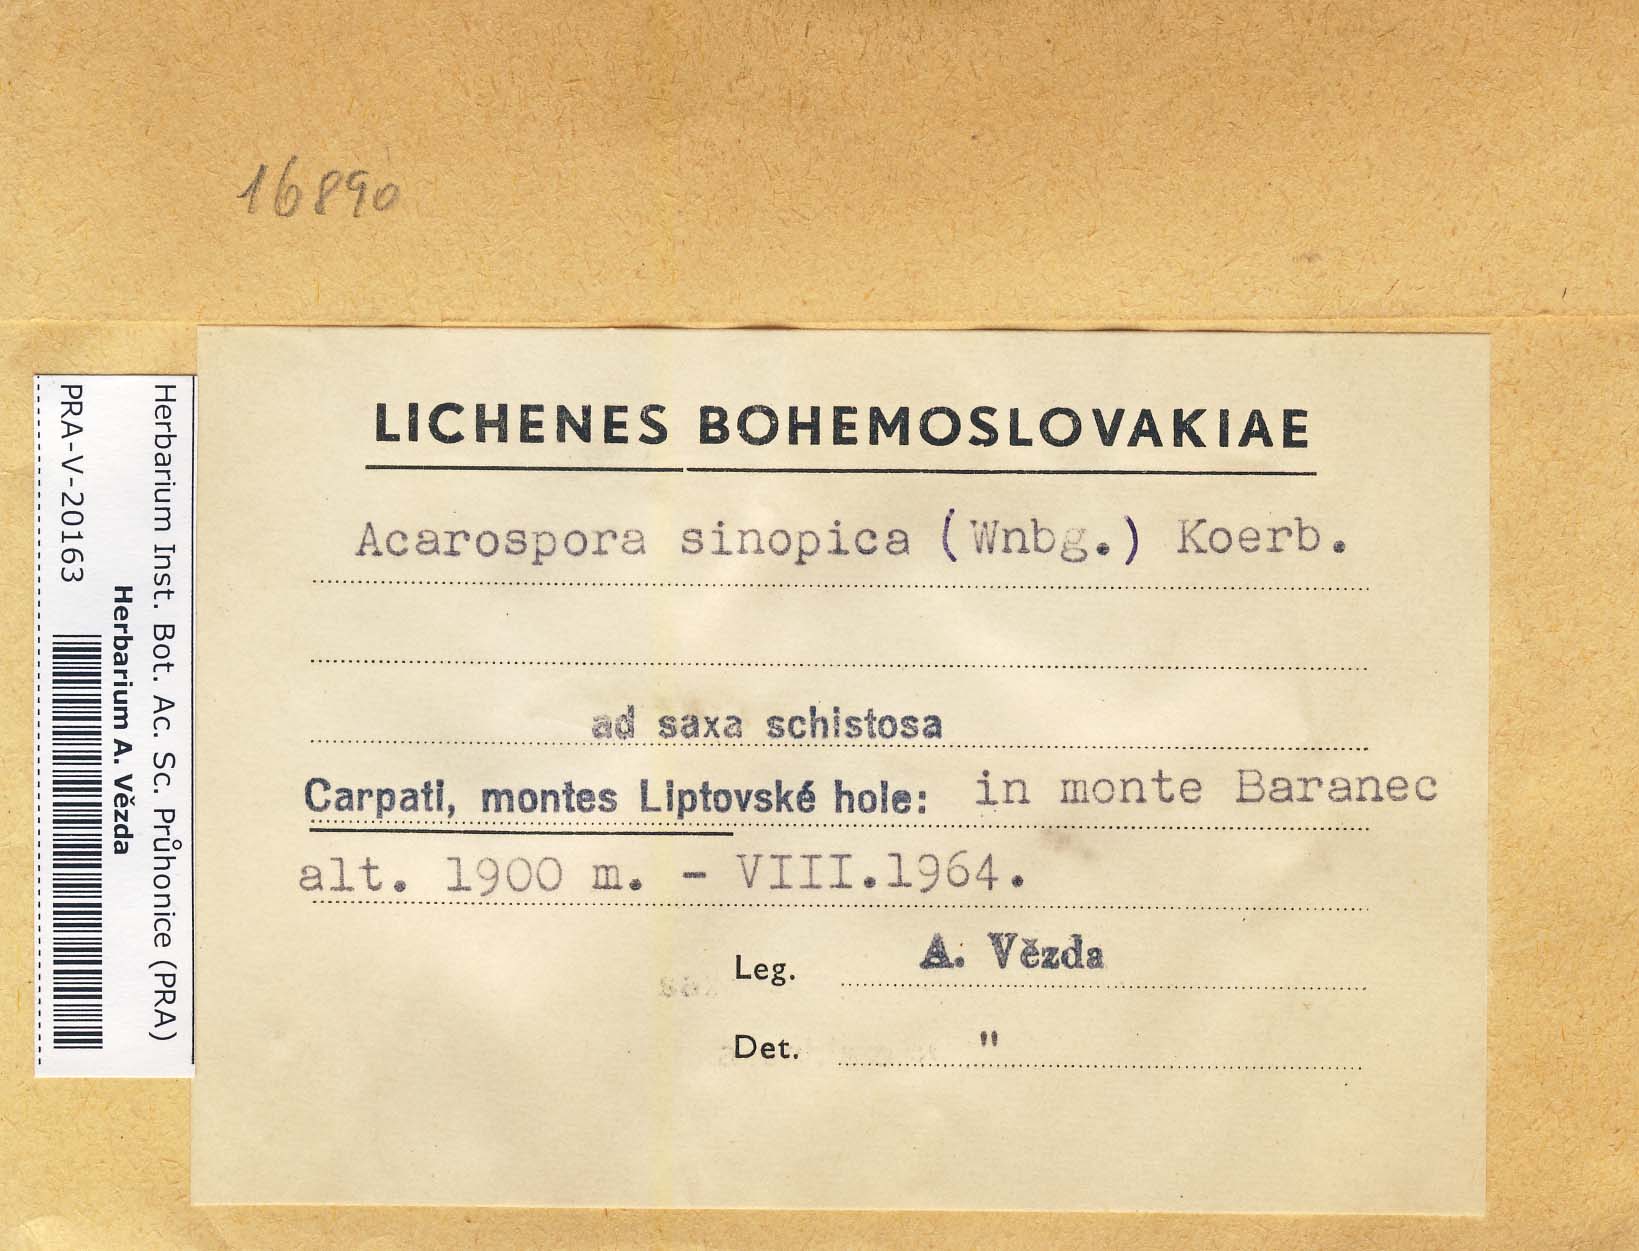 16890
Herbarium Inst. Bot. Ac. Sc. Průhonice (PRA)
Herbarium A. Vězda
PRA-V-20163
LICHENES BOHEMOSLOVAKIAE
Acarospora sinopica (Wnbg.) Koerb.
ad saxa schistosa
Carpati, montes Liptovské hole: in monte Baranec
alt. 1900 m. - VIII.1964.
Leg. A. Vězda
Det. "